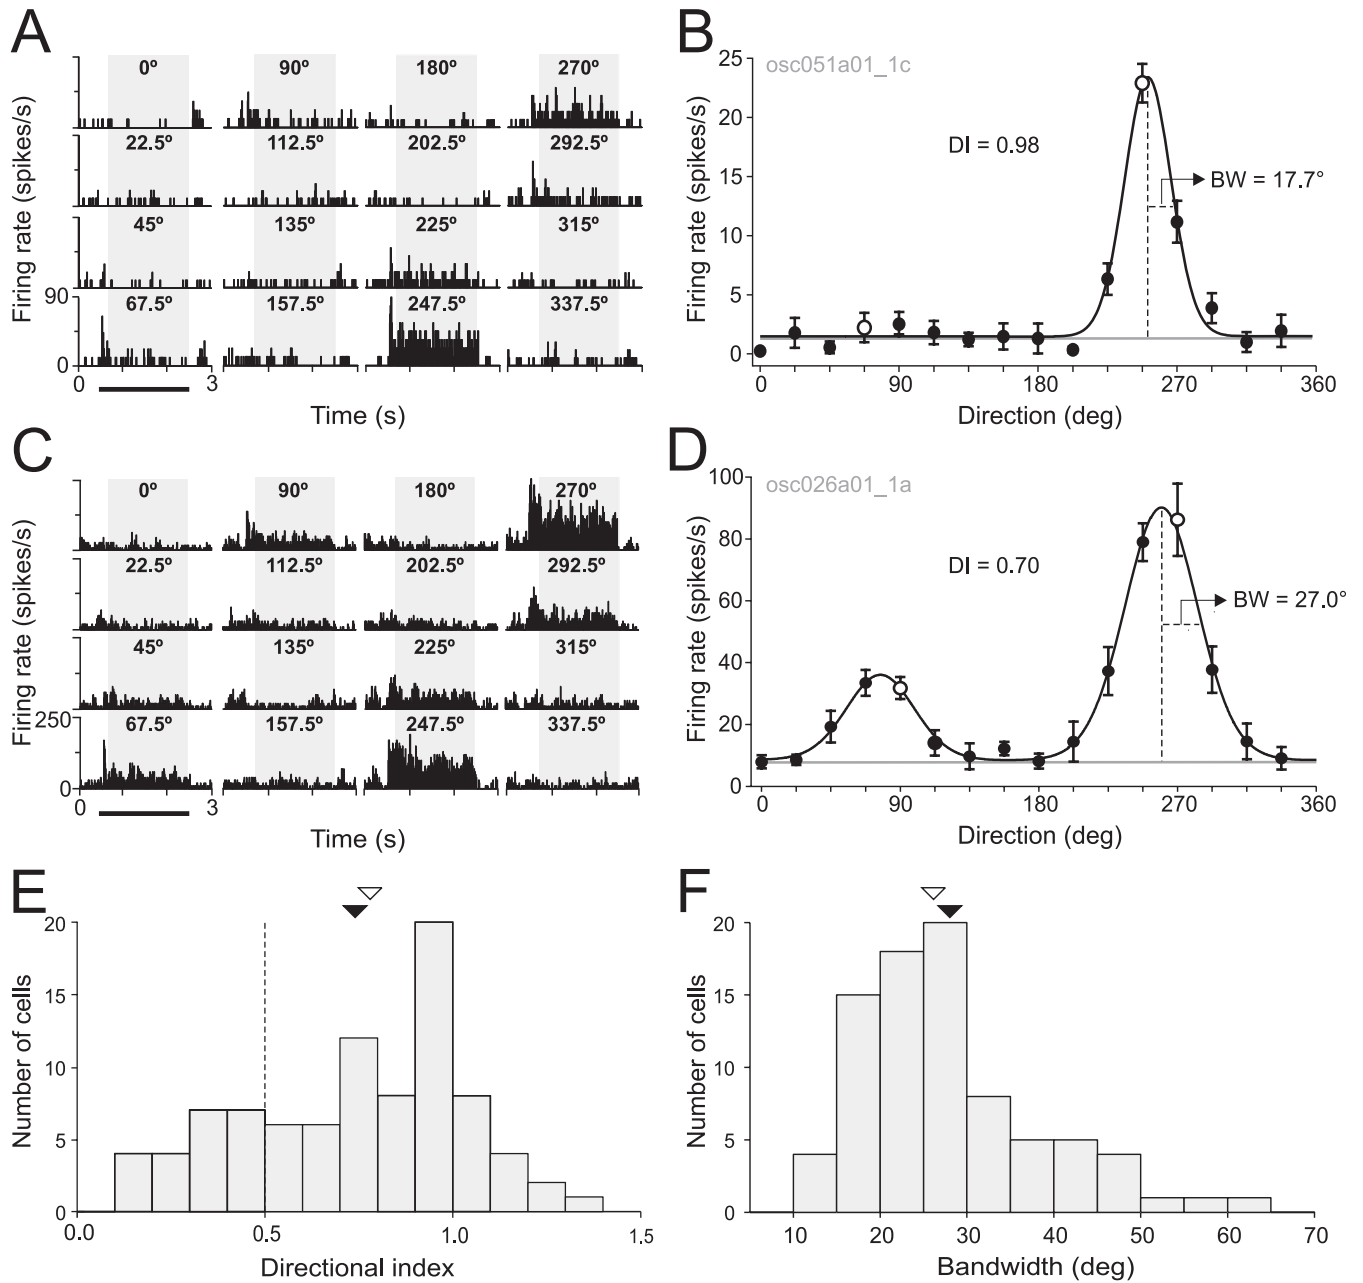 A
Firing rate (spikes/s)
0º 90º 180º 270º
22.5º 112.5º 202.5º 292.5º
45º 135º 225º 315º
Firing rate (spikes/s)
90
67.5º 157.5º 247.5º 337.5º
0
0 3
Time (s)
B
osc051a01_1c
DI = 0.98
BW = 17.7°
Firing rate (spikes/s)
25
20
15
10
5
0
0 90 180 270 360
Direction (deg)
C
0º 90º 180º 270º
22.5º 112.5º 202.5º 292.5º
45º 135º 225º 315º
Firing rate (spikes/s)
250
67.5º 157.5º 247.5º 337.5º
0
0 3
Time (s)
D
osc026a01_1a
DI = 0.70
BW = 27.0°
Firing rate (spikes/s)
100
80
60
40
20
0
0 90 180 270 360
Direction (deg)
E
Number of cells
20
15
10
5
0
0.0 0.5 1.0 1.5
Directional index
F
Number of cells
20
15
10
5
0
10 20 30 40 50 60 70
Bandwidth (deg)